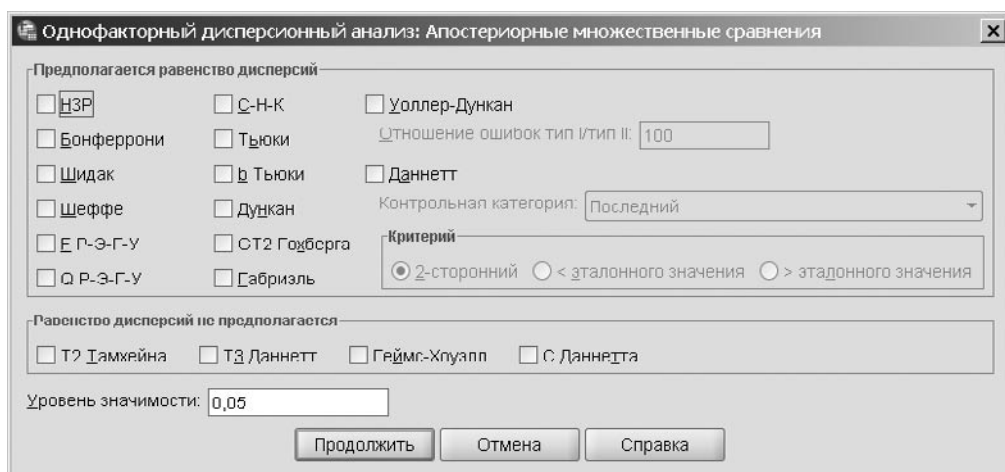 Однофакторный дисперсионный анализ: Апостериорные множественные сравнения
Предполагается равенство дисперсий
НЗР
С-Н-К
Уоллер-Дункан
Бонферрони
Тьюки
Отношение ошибок тип I/тип II: 100
Шидак
b Тьюки
Даннетт
Шеффе
Дункан
Контрольная категория: Последний
F Р-Э-Г-У
GT2 Гохберга
Критерий
Q Р-Э-Г-У
Габриэль
2-сторонний
< эталонного значения
> эталонного значения
Равенство дисперсий не предполагается
T2 Тамхейна
T3 Даннетт
Геймс-Хоуэлл
С Даннетта
Уровень значимости: 0,05
Продолжить
Отмена
Справка